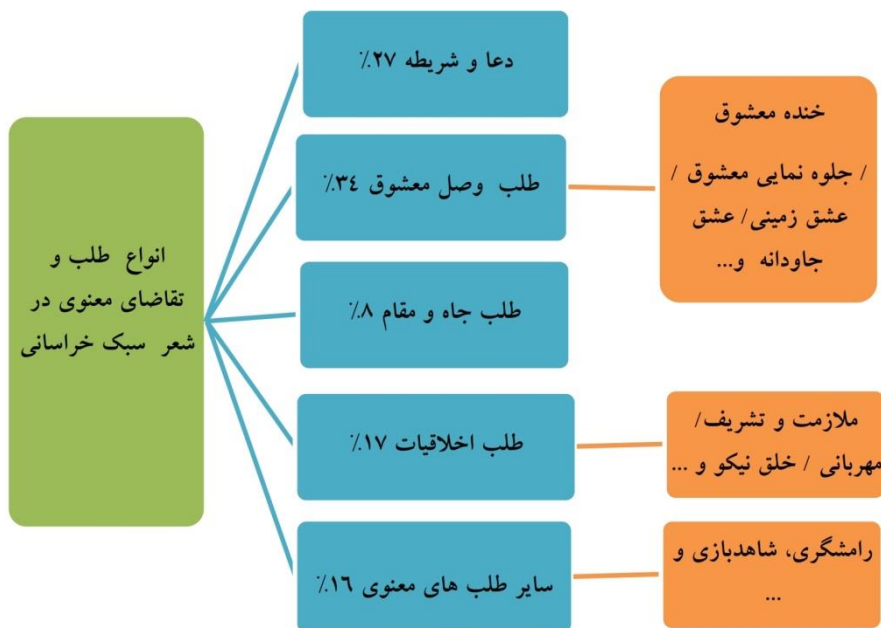 انواع طلب و
تقاضای معنوی در
شعر سبک خراسانی
دعا و شریطه ۲۷٪
طلب وصل معشوق ۳٤٪
خنده معشوق
/ جلوه نمایی معشوق /
عشق زمینی/ عشق
جاودانه و...
طلب جاه و مقام ۸٪
طلب اخلاقیات ۱۷٪
ملازمت و تشریف/
مهربانی / خلق نیکو و ...
سایر طلب های معنوی ۱٦٪
رامشگری، شاهدبازی و
...